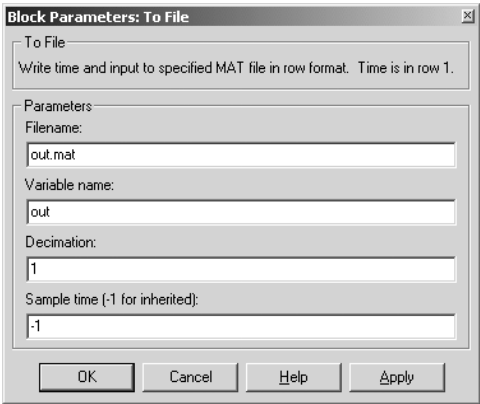 Block Parameters: To File
To File
Write time and input to specified MAT file in row format. Time is in row 1.
Parameters
Filename:
out.mat
Variable name:
out
Decimation:
1
Sample time (-1 for inherited):
-1
OK Cancel Help Apply